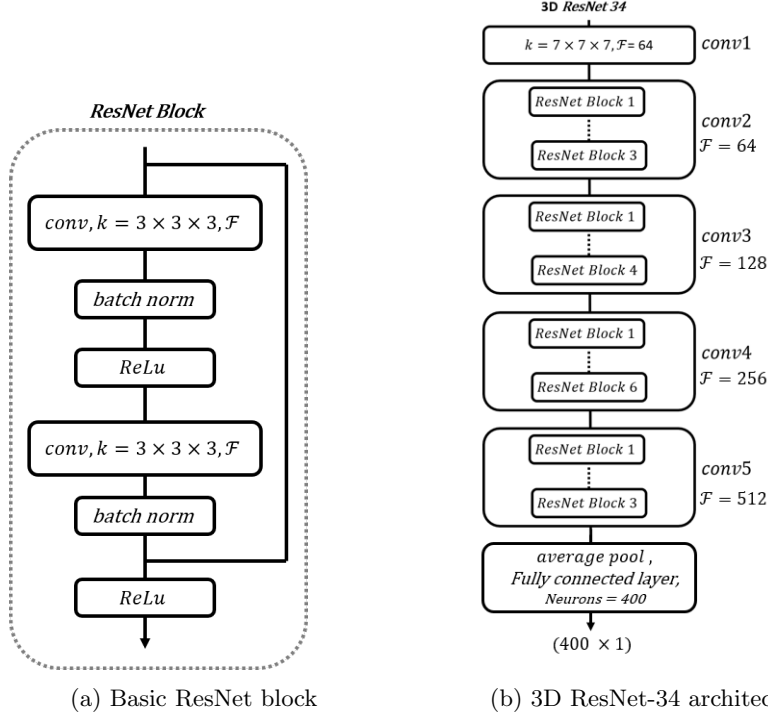 ResNet Block
conv, k = 3 × 3 × 3, ℱ
batch norm
ReLu
conv, k = 3 × 3 × 3, ℱ
batch norm
ReLu
(a) Basic ResNet block
3D ResNet 34
k = 7 × 7 × 7, ℱ= 64
conv1
ResNet Block 1
ResNet Block 3
conv2
ℱ = 64
ResNet Block 1
ResNet Block 4
conv3
ℱ = 128
ResNet Block 1
ResNet Block 6
conv4
ℱ = 256
ResNet Block 1
ResNet Block 3
conv5
ℱ = 512
average pool ,
Fully connected layer,
Neurons = 400
(400 × 1)
(b) 3D ResNet-34 architec